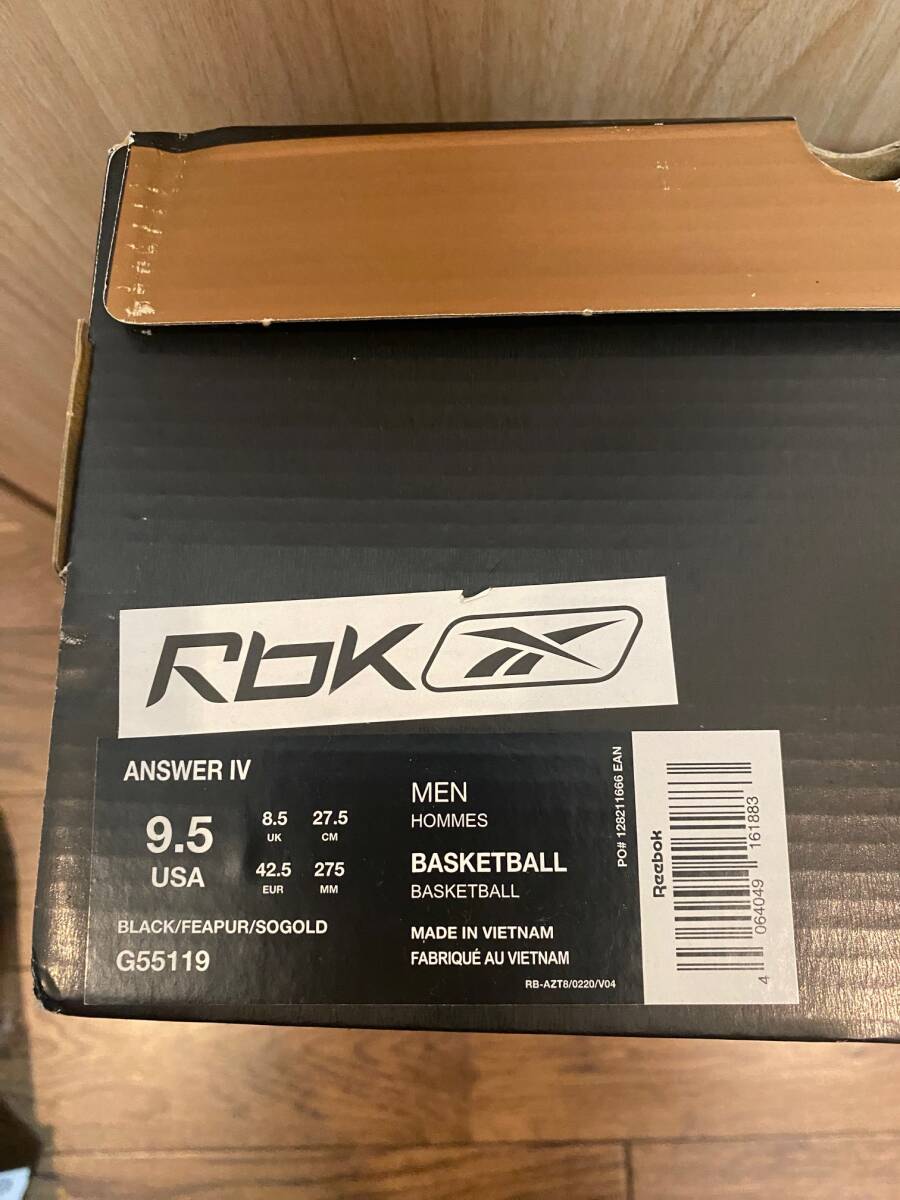 Rbk
ANSWER IV
9.5
USA
8.5
UK
27.5
CM
42.5
EUR
275
MM
BLACK/FEAPUR/SOGOLD
G55119
MEN
HOMMES
BASKETBALL
BASKETBALL
MADE IN VIETNAM
FABRIQUÉ AU VIETNAM
RB-AZT8/0220/V04
PO# 128211666 EAN
Reebok
4 064049 161883